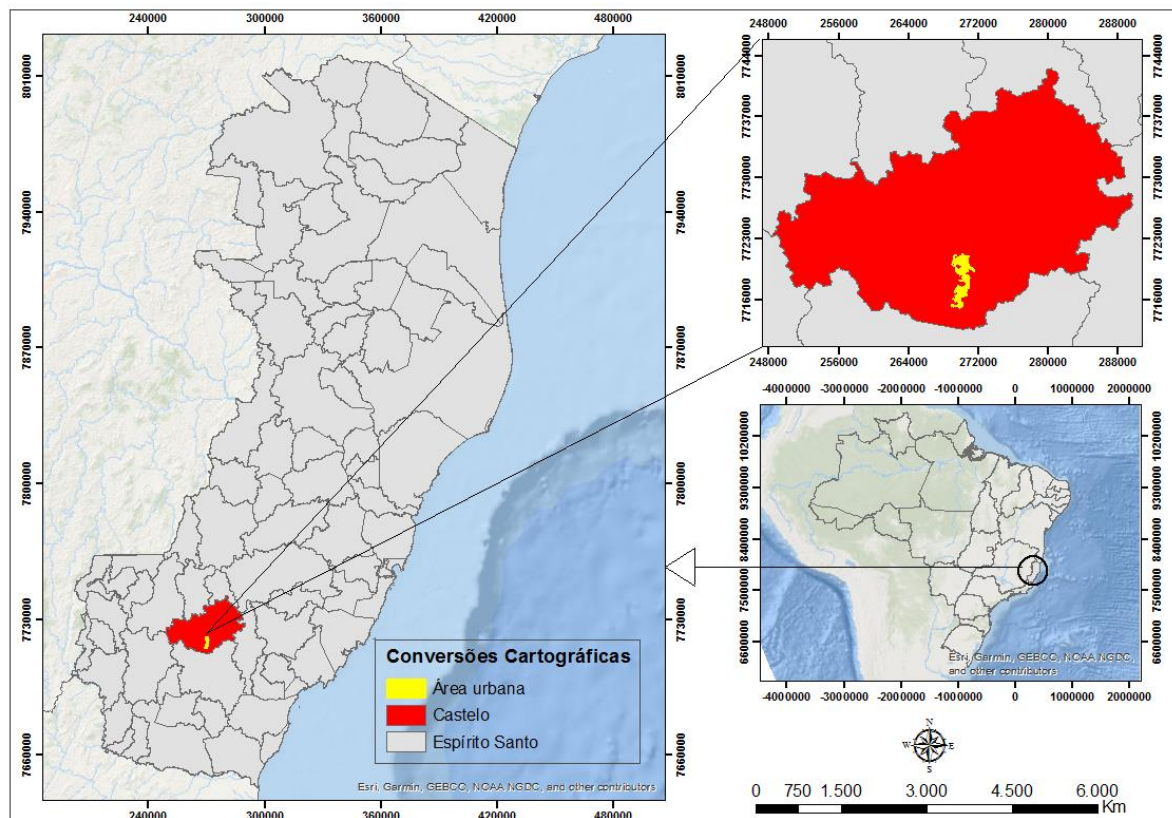 240000 300000 360000 420000 480000
8010000
7940000
7870000
7800000
7730000
7660000
8010000
7940000
7870000
7800000
7730000
7660000
240000 300000 360000 420000 480000
Conversões Cartográficas
Área urbana
Castelo
Espírito Santo
Esri, Garmin, GEBCO, NOAA NGDC, and other contributors
248000 256000 264000 272000 280000 288000
7744000
7737000
7730000
7723000
7716000
7744000
7737000
7730000
7723000
7716000
248000 256000 264000 272000 280000 288000
-4000000 -3000000 -2000000 -1000000 0 1000000 2000000
10200000
9300000
8400000
7500000
6600000
10200000
9300000
8400000
7500000
6600000
Esri, Garmin, GEBCO, NOAA NGDC,
and other contributors
-4000000 -3000000 -2000000 -1000000 0 1000000 2000000
N
W E
S
0 750 1.500 3.000 4.500 6.000
Km